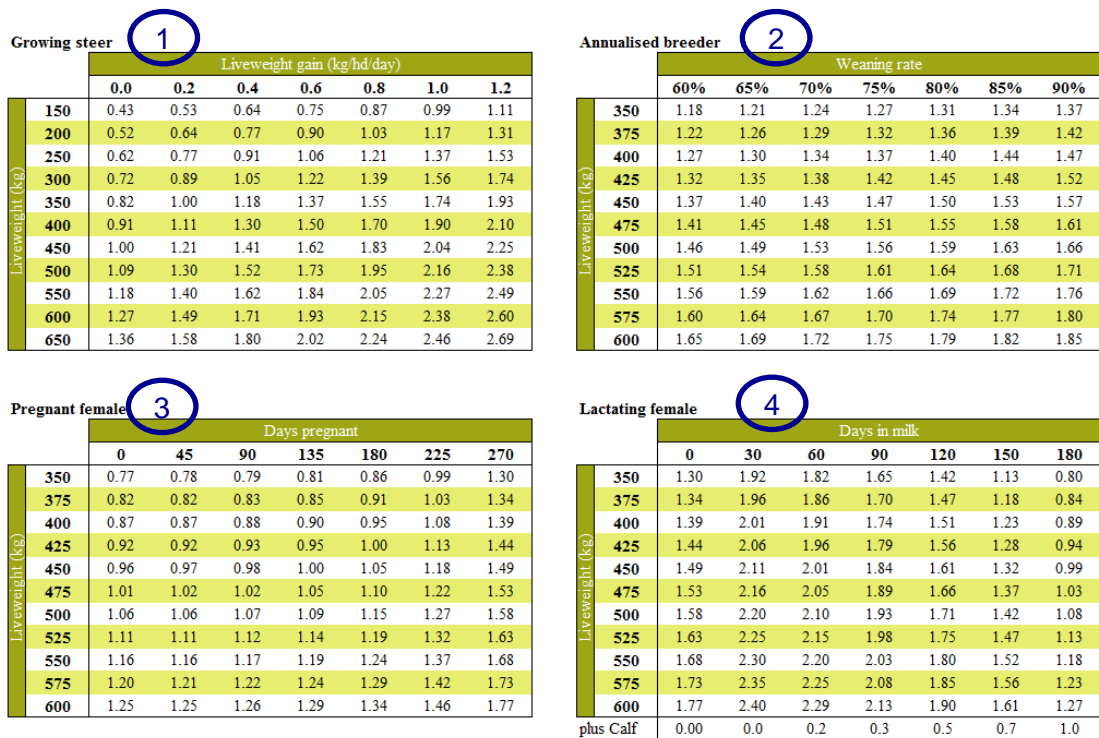 Growing steer 1
Liveweight gain (kg/hd/day)
0.0 0.2 0.4 0.6 0.8 1.0 1.2
Liveweight (kg)
150 0.43 0.53 0.64 0.75 0.87 0.99 1.11
200 0.52 0.64 0.77 0.90 1.03 1.17 1.31
250 0.62 0.77 0.91 1.06 1.21 1.37 1.53
300 0.72 0.89 1.05 1.22 1.39 1.56 1.74
350 0.82 1.00 1.18 1.37 1.55 1.74 1.93
400 0.91 1.11 1.30 1.50 1.70 1.90 2.10
450 1.00 1.21 1.41 1.62 1.83 2.04 2.25
500 1.09 1.30 1.52 1.73 1.95 2.16 2.38
550 1.18 1.40 1.62 1.84 2.05 2.27 2.49
600 1.27 1.49 1.71 1.93 2.15 2.38 2.60
650 1.36 1.58 1.80 2.02 2.24 2.46 2.69
Annualised breeder 2
Weaning rate
60% 65% 70% 75% 80% 85% 90%
Liveweight (kg)
350 1.18 1.21 1.24 1.27 1.31 1.34 1.37
375 1.22 1.26 1.29 1.32 1.36 1.39 1.42
400 1.27 1.30 1.34 1.37 1.40 1.44 1.47
425 1.32 1.35 1.38 1.42 1.45 1.48 1.52
450 1.37 1.40 1.43 1.47 1.50 1.53 1.57
475 1.41 1.45 1.48 1.51 1.55 1.58 1.61
500 1.46 1.49 1.53 1.56 1.59 1.63 1.66
525 1.51 1.54 1.58 1.61 1.64 1.68 1.71
550 1.56 1.59 1.62 1.66 1.69 1.72 1.76
575 1.60 1.64 1.67 1.70 1.74 1.77 1.80
600 1.65 1.69 1.72 1.75 1.79 1.82 1.85
Pregnant female 3
Days pregnant
0 45 90 135 180 225 270
Liveweight (kg)
350 0.77 0.78 0.79 0.81 0.86 0.99 1.30
375 0.82 0.82 0.83 0.85 0.91 1.03 1.34
400 0.87 0.87 0.88 0.90 0.95 1.08 1.39
425 0.92 0.92 0.93 0.95 1.00 1.13 1.44
450 0.96 0.97 0.98 1.00 1.05 1.18 1.49
475 1.01 1.02 1.02 1.05 1.10 1.22 1.53
500 1.06 1.06 1.07 1.09 1.15 1.27 1.58
525 1.11 1.11 1.12 1.14 1.19 1.32 1.63
550 1.16 1.16 1.17 1.19 1.24 1.37 1.68
575 1.20 1.21 1.22 1.24 1.29 1.42 1.73
600 1.25 1.25 1.26 1.29 1.34 1.46 1.77
Lactating female 4
Days in milk
0 30 60 90 120 150 180
Liveweight (kg)
350 1.30 1.92 1.82 1.65 1.42 1.13 0.80
375 1.34 1.96 1.86 1.70 1.47 1.18 0.84
400 1.39 2.01 1.91 1.74 1.51 1.23 0.89
425 1.44 2.06 1.96 1.79 1.56 1.28 0.94
450 1.49 2.11 2.01 1.84 1.61 1.32 0.99
475 1.53 2.16 2.05 1.89 1.66 1.37 1.03
500 1.58 2.20 2.10 1.93 1.71 1.42 1.08
525 1.63 2.25 2.15 1.98 1.75 1.47 1.13
550 1.68 2.30 2.20 2.03 1.80 1.52 1.18
575 1.73 2.35 2.25 2.08 1.85 1.56 1.23
600 1.77 2.40 2.29 2.13 1.90 1.61 1.27
plus Calf 0.00 0.0 0.2 0.3 0.5 0.7 1.0